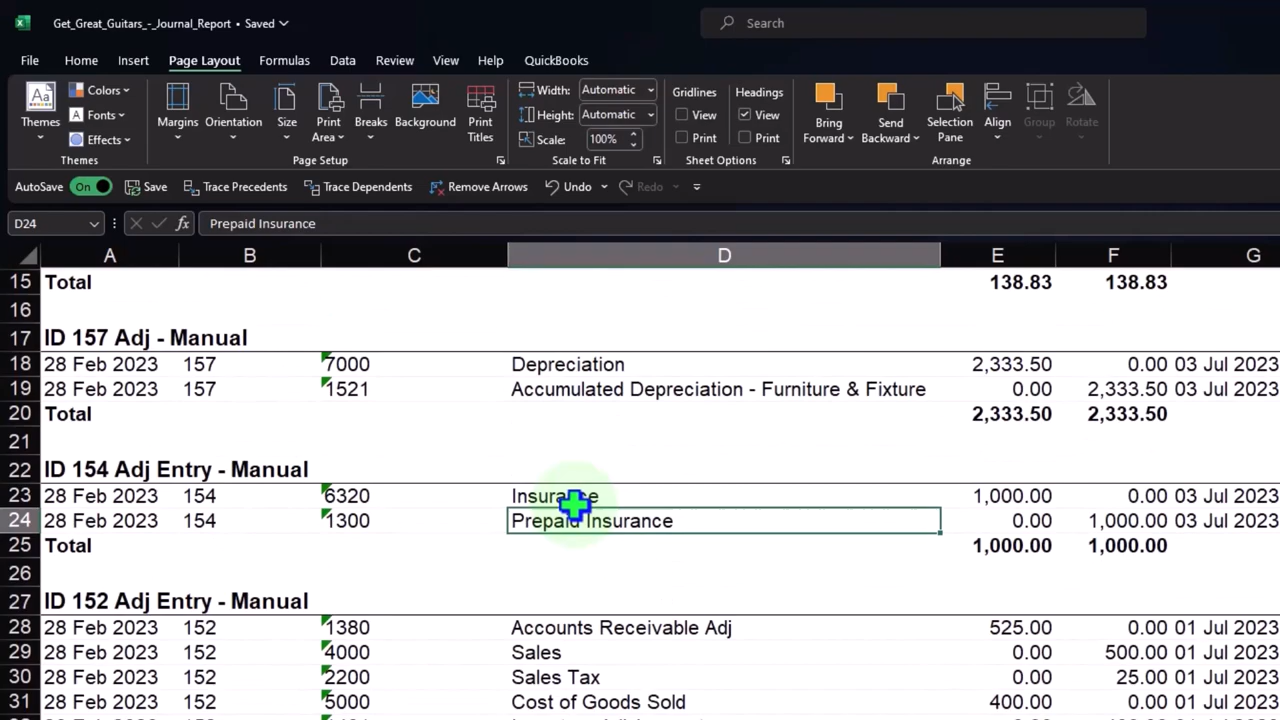 Get_Great_Guitars_-_Journal_Report • Saved
Search
File Home Insert Page Layout Formulas Data Review View Help QuickBooks
Themes
Colors
Fonts
Effects
Themes
Margins
Orientation
Size
Print Area
Breaks
Background
Print Titles
Page Setup
Width: Automatic
Height: Automatic
Scale: 100%
Scale to Fit
Gridlines
View
Print
Headings
View
Print
Sheet Options
Bring Forward
Send Backward
Selection Pane
Align
Group
Rotate
Arrange
AutoSave On Save Trace Precedents Trace Dependents Remove Arrows Undo Redo
D24 fx Prepaid Insurance
A B C D E F G
15 Total 138.83 138.83
16
17 ID 157 Adj - Manual
18 28 Feb 2023 157 7000 Depreciation 2,333.50 0.00 03 Jul 2023
19 28 Feb 2023 157 1521 Accumulated Depreciation - Furniture & Fixture 0.00 2,333.50 03 Jul 2023
20 Total 2,333.50 2,333.50
21
22 ID 154 Adj Entry - Manual
23 28 Feb 2023 154 6320 Insurance 1,000.00 0.00 03 Jul 2023
24 28 Feb 2023 154 1300 Prepaid Insurance 0.00 1,000.00 03 Jul 2023
25 Total 1,000.00 1,000.00
26
27 ID 152 Adj Entry - Manual
28 28 Feb 2023 152 1380 Accounts Receivable Adj 525.00 0.00 01 Jul 2023
29 28 Feb 2023 152 4000 Sales 0.00 500.00 01 Jul 2023
30 28 Feb 2023 152 2200 Sales Tax 0.00 25.00 01 Jul 2023
31 28 Feb 2023 152 5000 Cost of Goods Sold 400.00 0.00 01 Jul 2023